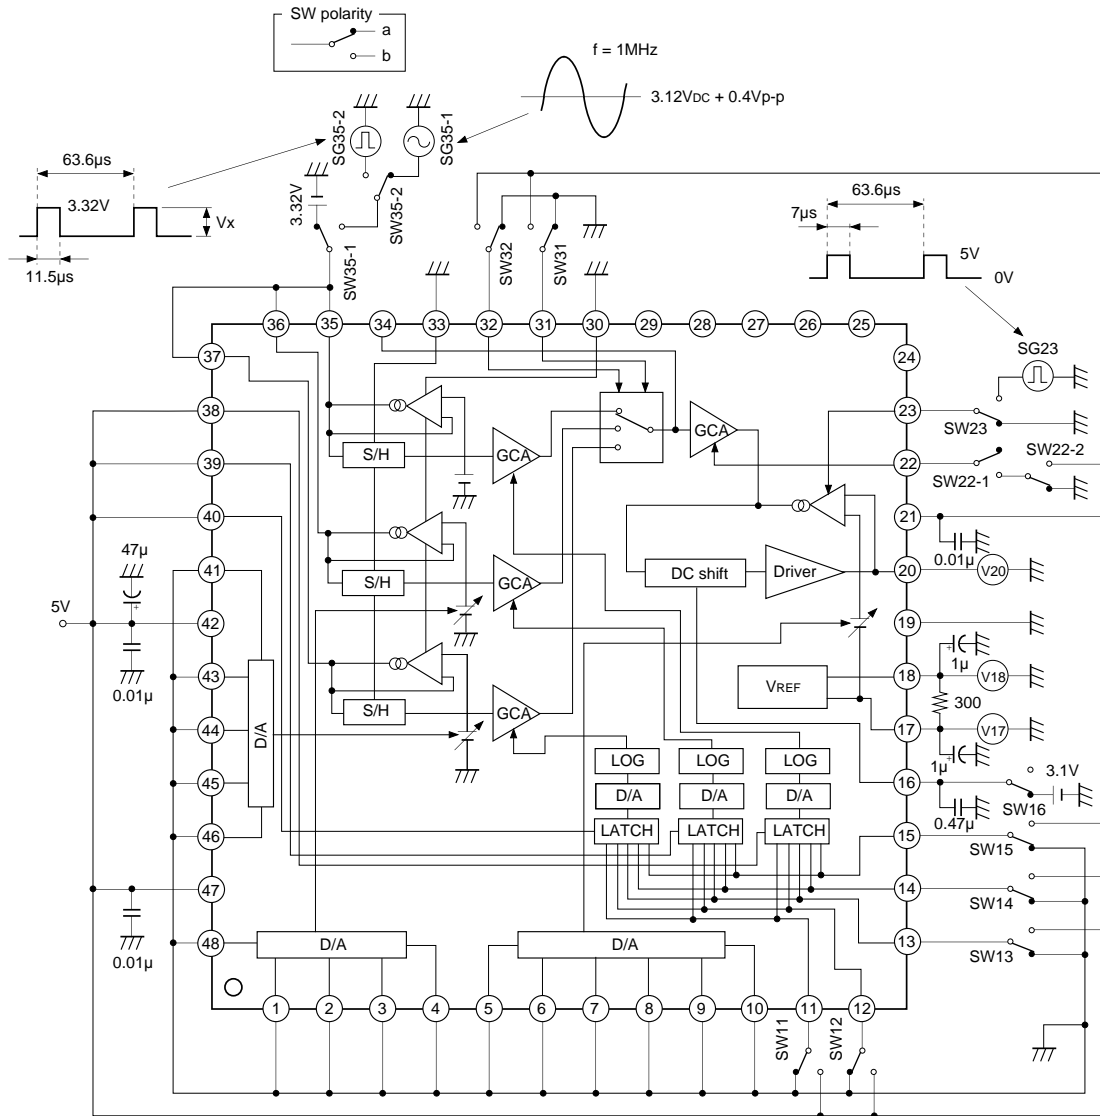 SW polarity
a
b
f = 1MHz
3.12VDC + 0.4Vp-p
SG35-2
SG35-1
63.6µs
3.32V
Vx
11.5µs
3.32V
SW35-2
SW35-1
SW32
SW31
63.6µs
7µs
5V
0V
SG23
36
35
34
33
32
31
30
29
28
27
26
25
37
24
38
23
SW23
39
22
SW22-1
SW22-2
40
21
0.01µ
S/H
GCA
GCA
S/H
GCA
DC shift
Driver
20
V20
47µ
41
5V
42
19
0.01µ
43
18
1µ
V18
VREF
300
44
D/A
S/H
GCA
17
V17
1µ
45
LOG
LOG
LOG
16
3.1V
SW16
0.47µ
D/A
D/A
D/A
46
LATCH
LATCH
LATCH
15
SW15
47
14
SW14
0.01µ
48
D/A
D/A
13
SW13
1
2
3
4
5
6
7
8
9
10
11
12
SW11
SW12